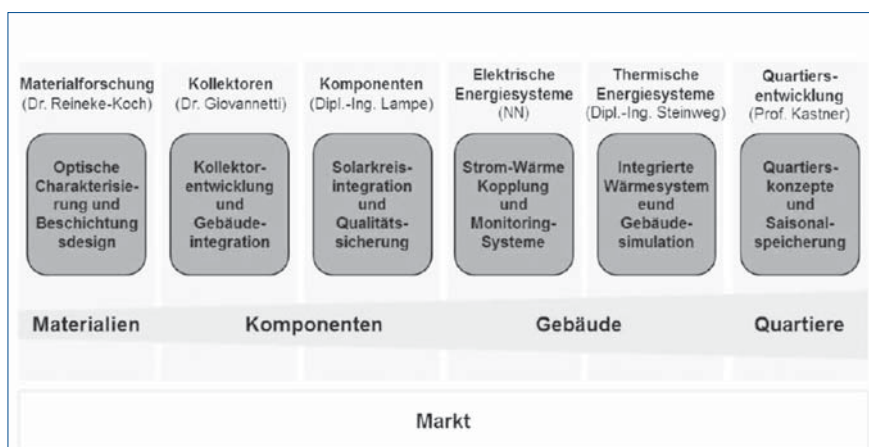 Materialforschung
(Dr. Reineke-Koch)
Optische
Charakterisie-
rung und
Beschichtung
sdesign
Kollektoren
(Dr. Giovannetti)
Kollektor-
entwicklung
und
Gebäude-
integration
Komponenten
(Dipl.-Ing. Lampe)
Solarkreis-
integration
und
Qualitäts-
sicherung
Elektrische
Energiesysteme
(NN)
Strom-Wärme
Kopplung
und
Monitoring-
Systeme
Thermische
Energiesysteme
(Dipl.-Ing. Steinweg)
Integrierte
Wärmesystem
eund
Gebäude-
simulation
Quartiers-
entwicklung
(Prof. Kastner)
Quartiers-
konzepte
und
Saisonal-
speicherung
Materialien
Komponenten
Gebäude
Quartiere
Markt